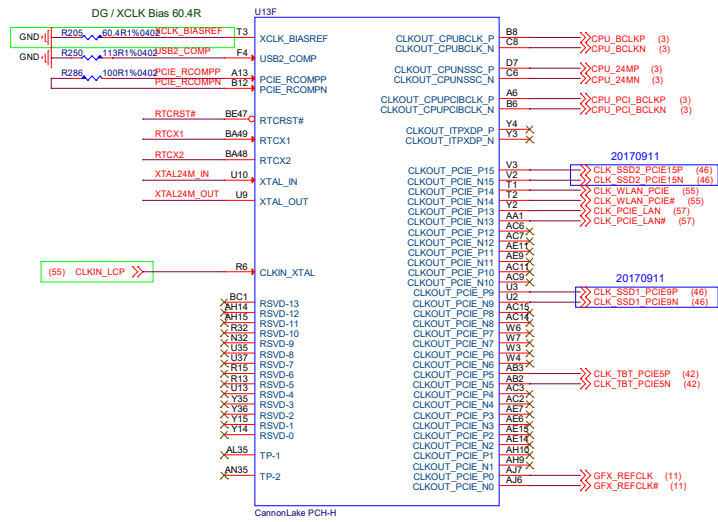 DG / XCLK Bias 60.4R
U13F
GND R205 60.4R1%0402 XCLK_BIASREF T3 XCLK_BIASREF
GND R250 113R1%0402 USB2_COMP F4 USB2_COMP
R286 100R1%0402 PCIE_RCOMPP A13 PCIE_RCOMPP
PCIE_RCOMPN B12 PCIE_RCOMPN
RTCRST# BE47 RTCRST#
RTCX1 BA49 RTCX1
RTCX2 BA48 RTCX2
XTAL24M_IN U10 XTAL_IN
XTAL24M_OUT U9 XTAL_OUT
(55) CLKIN_LCP R6 CLKIN_XTAL
BC1 RSVD-13
AH14 RSVD-12
AH15 RSVD-11
R32 RSVD-10
N32 RSVD-9
U35 RSVD-8
U37 RSVD-7
R15 RSVD-6
R13 RSVD-5
U13 RSVD-4
Y35 RSVD-3
Y36 RSVD-2
Y15 RSVD-1
Y14 RSVD-0
AL35 TP-1
AN35 TP-2
CLKOUT_CPUBCLK_P B8 CPU_BCLKP (3)
CLKOUT_CPUBCLK_N C8 CPU_BCLKN (3)
CLKOUT_CPUNSSC_P D7 CPU_24MP (3)
CLKOUT_CPUNSSC_N C6 CPU_24MN (3)
CLKOUT_CPUPCIBCLK_P A6 CPU_PCI_BCLKP (3)
CLKOUT_CPUPCIBCLK_N B6 CPU_PCI_BCLKN (3)
CLKOUT_ITPXDP_P Y4
CLKOUT_ITPXDP_N Y3
20170911
CLKOUT_PCIE_P15 V3 CLK_SSD2_PCIE15P (46)
CLKOUT_PCIE_N15 V2 CLK_SSD2_PCIE15N (46)
CLKOUT_PCIE_P14 T1 CLK_WLAN_PCIE (55)
CLKOUT_PCIE_N14 T2 CLK_WLAN_PCIE# (55)
CLKOUT_PCIE_P13 Y2 CLK_PCIE_LAN (57)
CLKOUT_PCIE_N13 AA1 CLK_PCIE_LAN# (57)
CLKOUT_PCIE_P12 AC6
CLKOUT_PCIE_N12 AC7
CLKOUT_PCIE_P11 AE11
CLKOUT_PCIE_N11 AE9
CLKOUT_PCIE_P10 AC11
CLKOUT_PCIE_N10 AC9
20170911
CLKOUT_PCIE_P9 U3 CLK_SSD1_PCIE9P (46)
CLKOUT_PCIE_N9 U2 CLK_SSD1_PCIE9N (46)
CLKOUT_PCIE_P8 AC15
CLKOUT_PCIE_N8 AC14
CLKOUT_PCIE_P7 W6
CLKOUT_PCIE_N7 W7
CLKOUT_PCIE_P6 W3
CLKOUT_PCIE_N6 W4
CLKOUT_PCIE_P5 AB3 CLK_TBT_PCIE5P (42)
CLKOUT_PCIE_N5 AB2 CLK_TBT_PCIE5N (42)
CLKOUT_PCIE_P4 AC3
CLKOUT_PCIE_N4 AC2
CLKOUT_PCIE_P3 AE7
CLKOUT_PCIE_N3 AE6
CLKOUT_PCIE_P2 AE15
CLKOUT_PCIE_N2 AE14
CLKOUT_PCIE_P1 AH10
CLKOUT_PCIE_N1 AH9
CLKOUT_PCIE_P0 AJ7 GFX_REFCLK (11)
CLKOUT_PCIE_N0 AJ6 GFX_REFCLK# (11)
CannonLake PCH-H